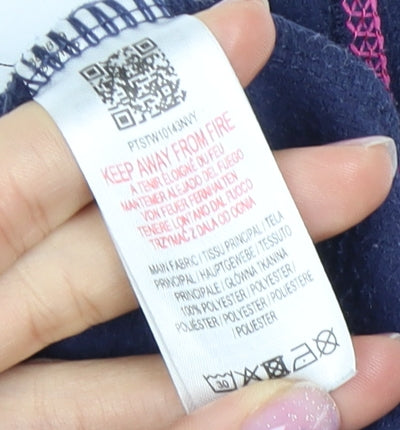 PTSTW10143NVY
KEEP AWAY FROM FIRE
A TENIR ÉLOIGNÉ DU FEU
MANTENER ALEJADO DEL FUEGO
VON FEUER FERNHALTEN
TENERE LONTANO DAL FUOCO
TRZYMAĆ Z DALA OD OGNIA
MAIN FABRIC / TISSU PRINCIPAL / TELA
PRINCIPAL / HAUPTGEWEBE / TESSUTO
PRINCIPALE / GŁÓWNA TKANINA
100% POLYESTER / POLYESTER /
POLIÉSTER / POLYESTER / POLIESTERE
/ POLIESTER
30